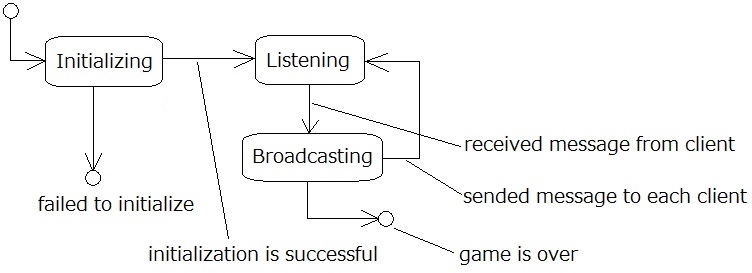 Initializing
Listening
received message from client
Broadcasting
sended message to each client
failed to initialize
initialization is successful
game is over